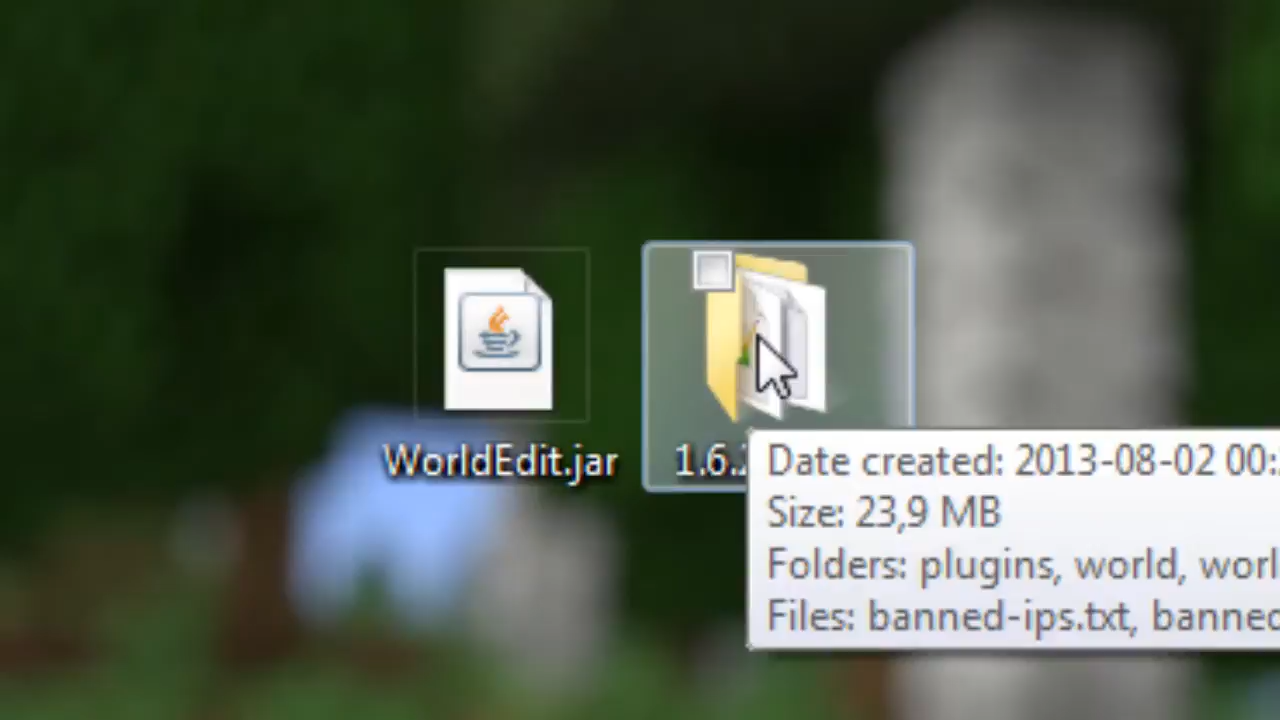 WorldEdit.jar
1.6.
Date created: 2013-08-02 00:
Size: 23,9 MB
Folders: plugins, world, worl
Files: banned-ips.txt, banned